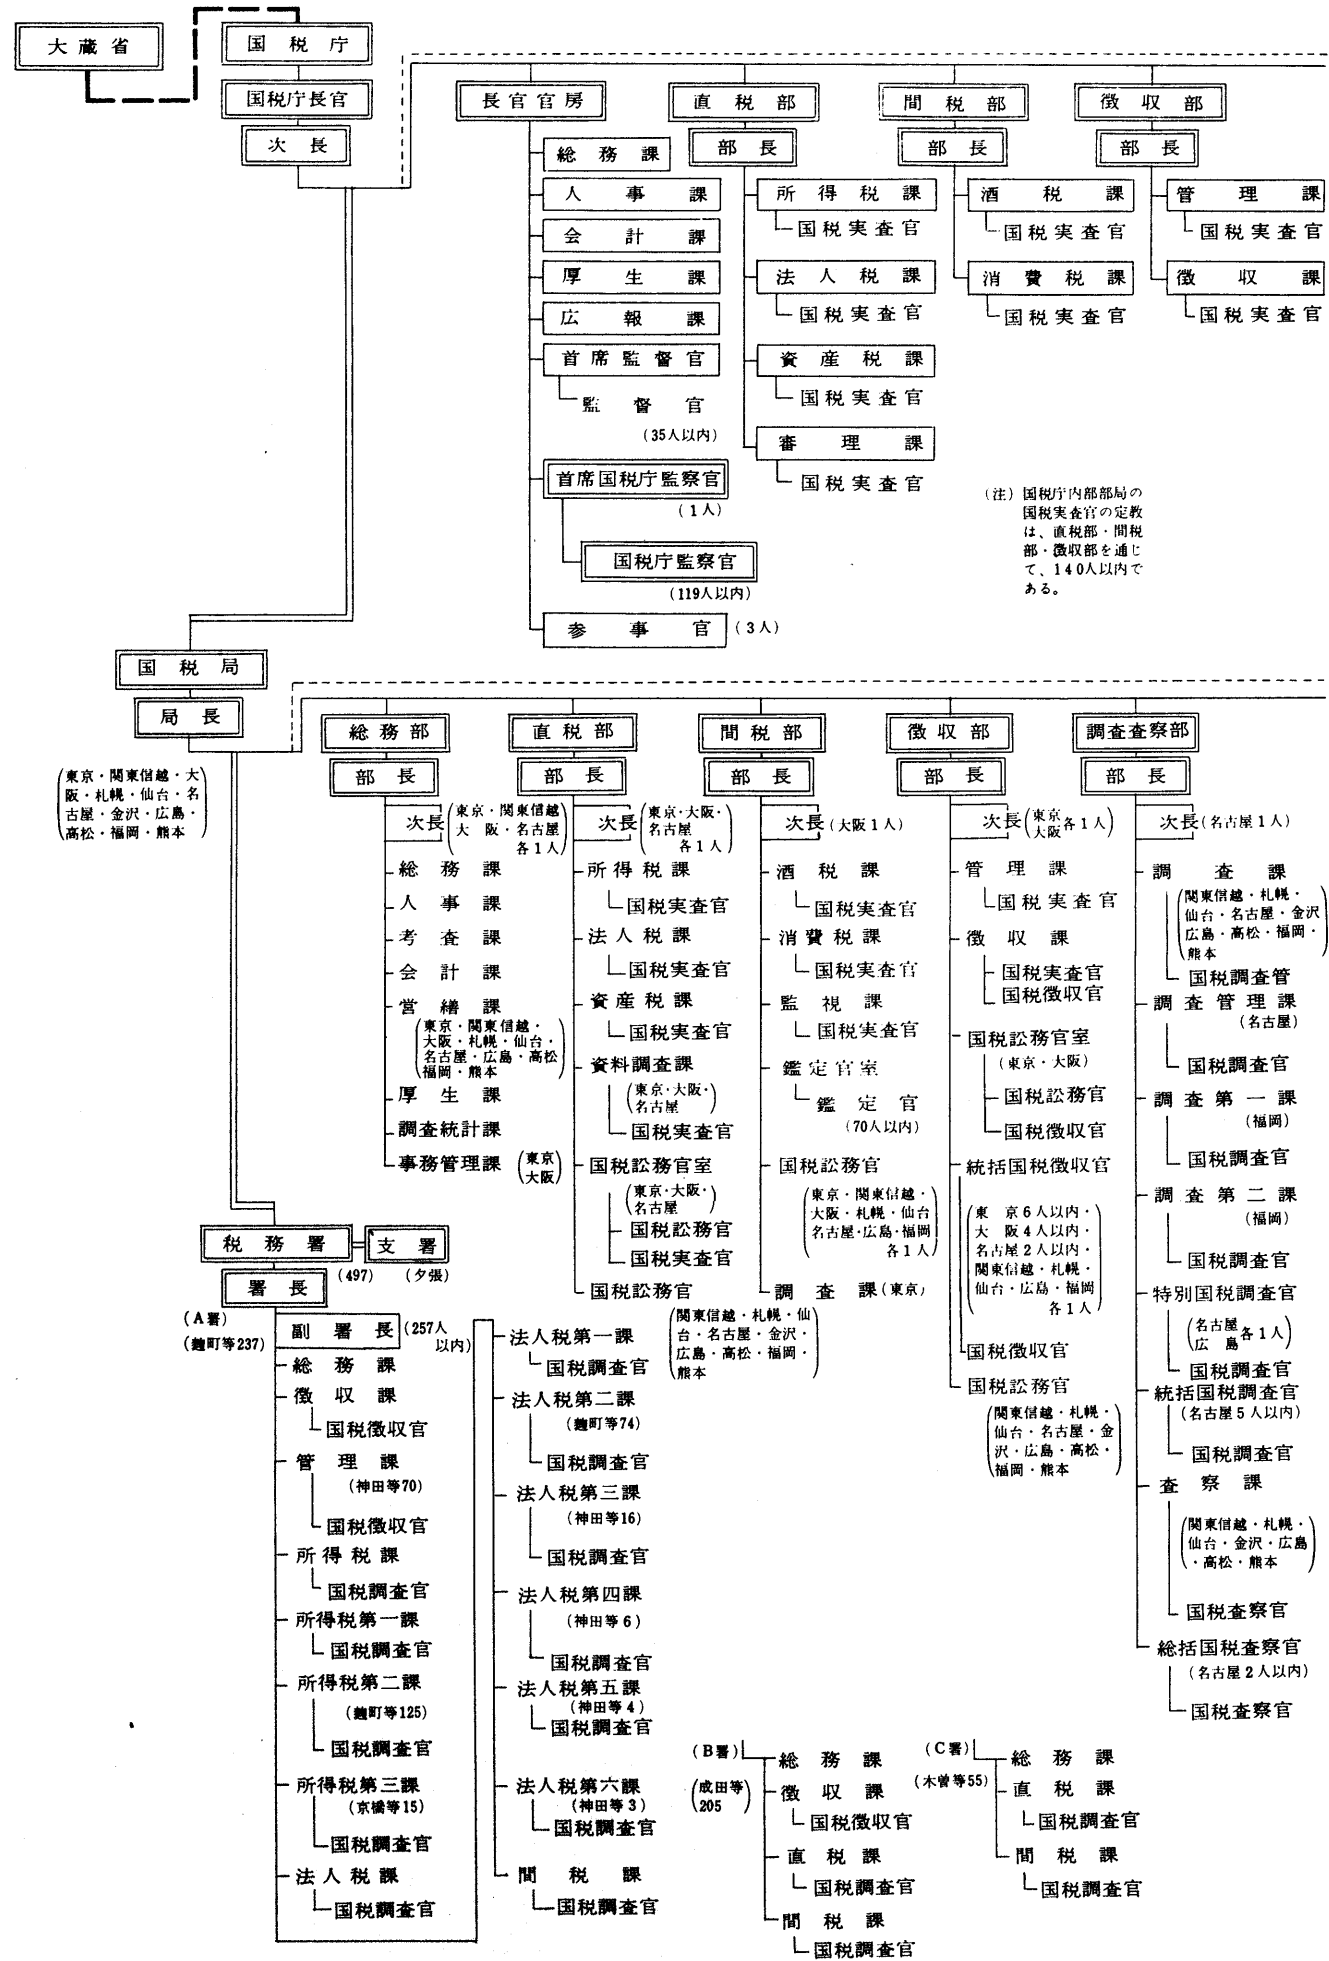 大蔵省
国税庁
国税庁長官
次長
長官官房
総務課
人事課
会計課
厚生課
広報課
首席監督官
監督官
(35人以内)
首席国税庁監察官
(1人)
国税庁監察官
(119人以内)
参事官(3人)
直税部
部長
所得税課
国税実査官
法人税課
国税実査官
資産税課
国税実査官
審理課
国税実査官
間税部
部長
酒税課
国税実査官
消費税課
国税実査官
徴収部
部長
管理課
国税実査官
徴収課
国税実査官
(注)国税庁内部部局の
国税実査官の定教
は、直税部・間税
部・徴収部を通じ
て、140人以内で
ある。
国税局
局長
(東京・関東信越・大
阪・札幌・仙台・名
古屋・金沢・広島・
高松・福岡・熊本)
総務部
部長
次長(東京・関東信越
大阪・名古屋
各1人)
総務課
人事課
考査課
会計課
営繕課
(東京・関東信越・
大阪・札幌・仙台・
名古屋・広島・高松
福岡・熊本)
厚生課
調査統計課
事務管理課(東京
大阪)
直税部
部長
次長(東京・大阪・
名古屋
各1人)
所得税課
国税実査官
法人税課
国税実査官
資産税課
国税実査官
資料調査課
(東京・大阪・
名古屋)
国税実査官
国税訟務官室
(東京・大阪・
名古屋)
国税訟務官
国税実査官
国税訟務官
(関東信越・札幌・仙
台・名古屋・金沢・
広島・高松・福岡・
熊本)
間税部
部長
次長(大阪1人)
酒税課
国税実査官
消費税課
国税実査官
監視課
国税実査官
鑑定官室
鑑定官
(70人以内)
国税訟務官
(東京・関東信越・
大阪・札幌・仙台
名古屋・広島・福岡
各1人)
調査課(東京)
徴収部
部長
次長(東京
大阪各1人)
管理課
国税実査官
徴収課
国税実査官
国税徴収官
国税訟務官室
(東京・大阪)
国税訟務官
国税徴収官
統括国税徴収官
(東京6人以内・
大阪4人以内・
名古屋2人以内・
関東信越・札幌・
仙台・広島・福岡
各1人)
国税徴収官
国税訟務官
(関東信越・札幌・
仙台・名古屋・金
沢・広島・高松・
福岡・熊本)
調査査察部
部長
次長(名古屋1人)
調査課
(関東信越・札幌・
仙台・名古屋・金沢
広島・高松・福岡・
熊本)
国税調査管
調査管理課
(名古屋)
国税調査官
調査第一課
(福岡)
国税調査官
調査第二課
(福岡)
国税調査官
特別国税調査官
(名古屋
広島各1人)
国税調査官
統括国税調査官
(名古屋5人以内)
国税調査官
査察課
(関東信越・札幌・
仙台・金沢・広島
・高松・熊本)
国税査察官
総括国税査察官
(名古屋2人以内)
国税査察官
税務署
(497)
支署
(夕張)
署長
(A署)
(麹町等237)
副署長(257人
以内)
総務課
徴収課
国税徴収官
管理課
(神田等70)
国税徴収官
所得税課
国税調査官
所得税第一課
国税調査官
所得税第二課
(麹町等125)
国税調査官
所得税第三課
(京橋等15)
国税調査官
法人税課
国税調査官
法人税第一課
国税調査官
法人税第二課
(麹町等74)
国税調査官
法人税第三課
(神田等16)
国税調査官
法人税第四課
(神田等6)
国税調査官
法人税第五課
(神田等4)
国税調査官
法人税第六課
(神田等3)
国税調査官
間税課
国税調査官
(B署)
(成田等
205)
総務課
徴収課
国税徴収官
直税課
国税調査官
間税課
国税調査官
(C署)
(木曽等55)
総務課
直税課
国税調査官
間税課
国税調査官